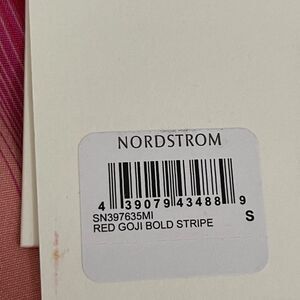 NORDSTROM
4 39079 43488 9
SN397635MI
RED GOJI BOLD STRIPE
S